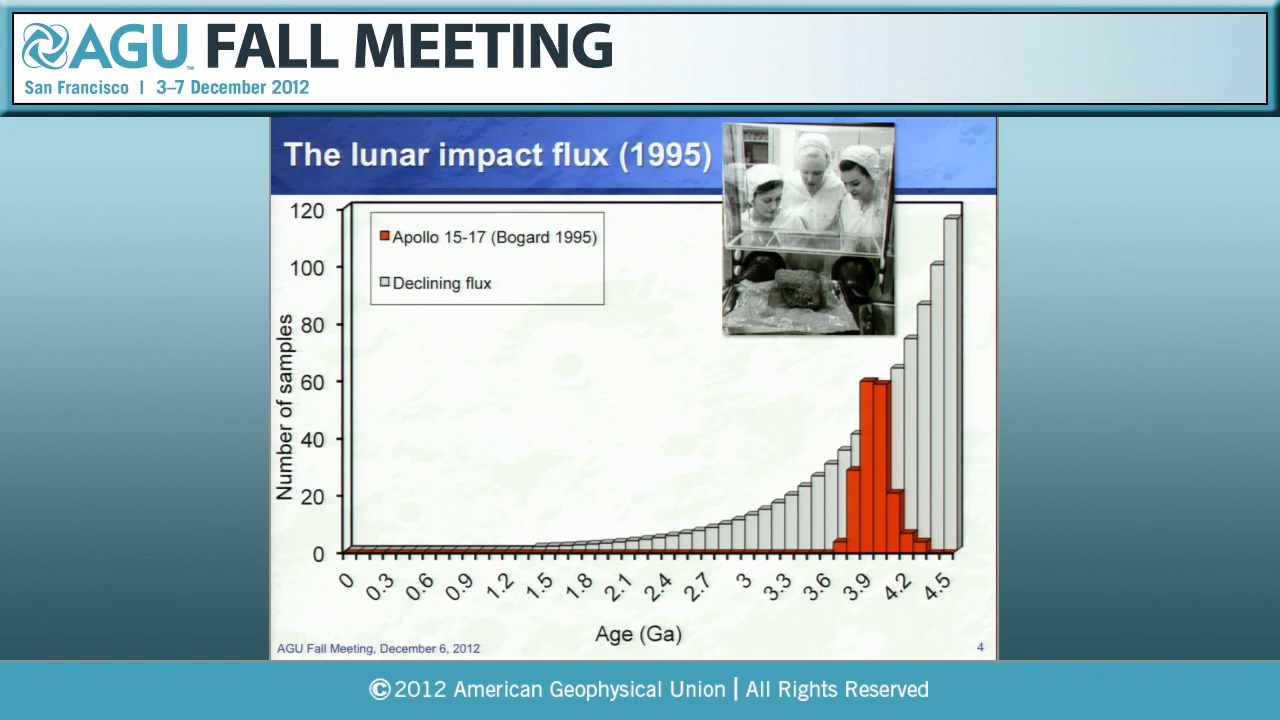 AGU™ FALL MEETING
San Francisco | 3–7 December 2012
The lunar impact flux (1995)
120
100
80
60
40
20
0
Number of samples
Apollo 15-17 (Bogard 1995)
Declining flux
0 0.3 0.6 0.9 1.2 1.5 1.8 2.1 2.4 2.7 3 3.3 3.6 3.9 4.2 4.5
Age (Ga)
AGU Fall Meeting, December 6, 2012
4
©2012 American Geophysical Union | All Rights Reserved